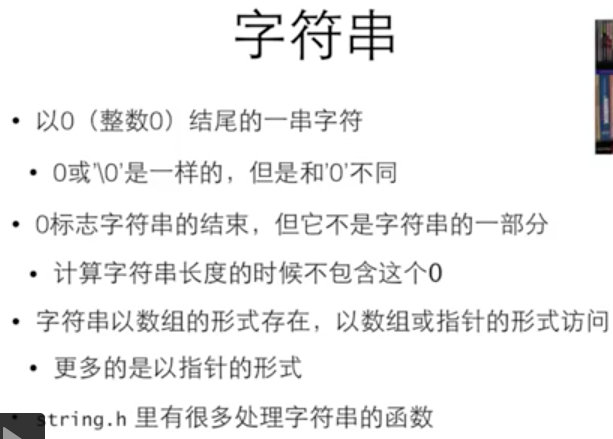 字符串
• 以0（整数0）结尾的一串字符
• 0或'\0'是一样的，但是和'0'不同
• 0标志字符串的结束，但它不是字符串的一部分
• 计算字符串长度的时候不包含这个0
• 字符串以数组的形式存在，以数组或指针的形式访问
• 更多的是以指针的形式
• string.h 里有很多处理字符串的函数